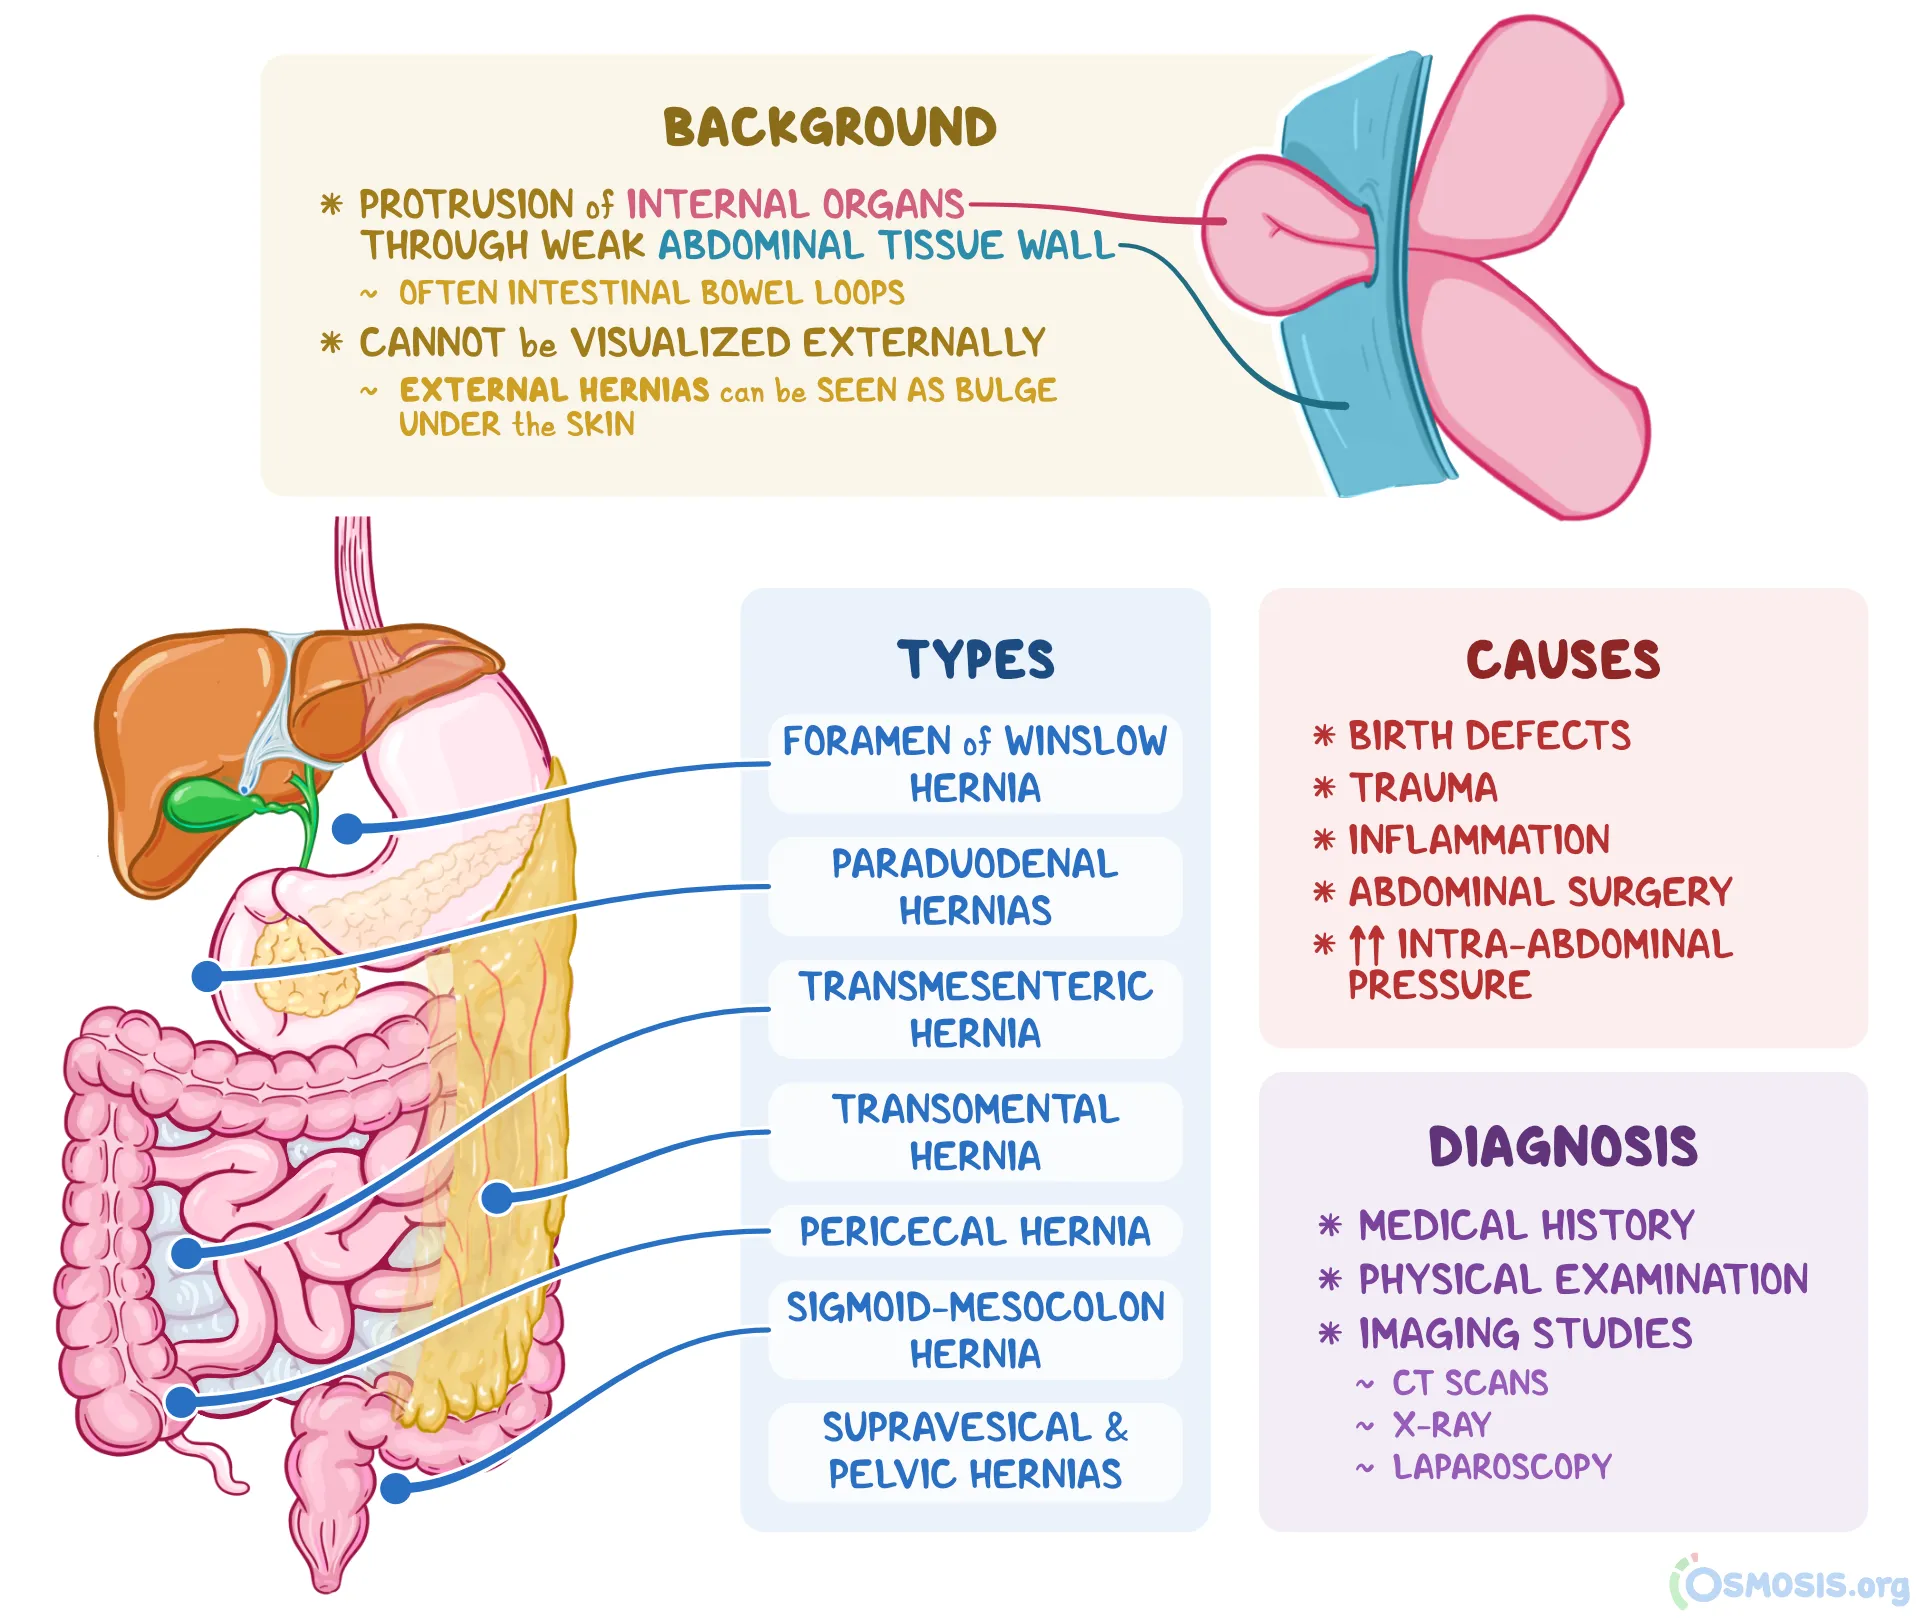 BACKGROUND
* PROTRUSION of INTERNAL ORGANS
THROUGH WEAK ABDOMINAL TISSUE WALL
~ OFTEN INTESTINAL BOWEL LOOPS
* CANNOT be VISUALIZED EXTERNALLY
~ EXTERNAL HERNIAS can be SEEN AS BULGE
UNDER the SKIN
TYPES
FORAMEN of WINSLOW
HERNIA
PARADUODENAL
HERNIAS
TRANSMESENTERIC
HERNIA
TRANSOMENTAL
HERNIA
PERICECAL HERNIA
SIGMOID-MESOCOLON
HERNIA
SUPRAVESICAL &
PELVIC HERNIAS
CAUSES
* BIRTH DEFECTS
* TRAUMA
* INFLAMMATION
* ABDOMINAL SURGERY
* ↑↑ INTRA-ABDOMINAL
PRESSURE
DIAGNOSIS
* MEDICAL HISTORY
* PHYSICAL EXAMINATION
* IMAGING STUDIES
~ CT SCANS
~ X-RAY
~ LAPAROSCOPY
OSMOSIS.org